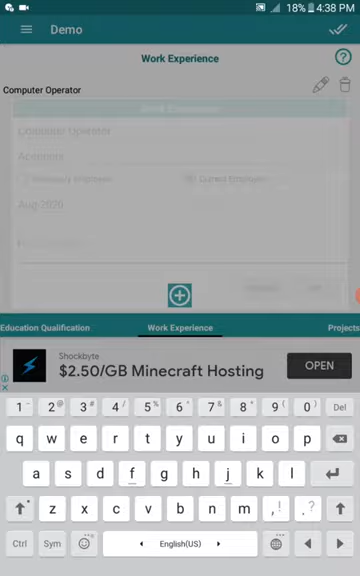 18% 4:38 PM
Demo
Work Experience
Computer Operator
Computer Operator
Current Employee
Aug-2020
Education Qualification Work Experience Projects
Shockbyte
$2.50/GB Minecraft Hosting
OPEN
1 ~ 2 @ 3 # 4 / 5 % 6 ^ 7 & 8 * 9 ( 0 ) Del
q w e r t y u i o p
a s d f g h j k l
z x c v b n m , ! . ?
Ctrl Sym English(US)